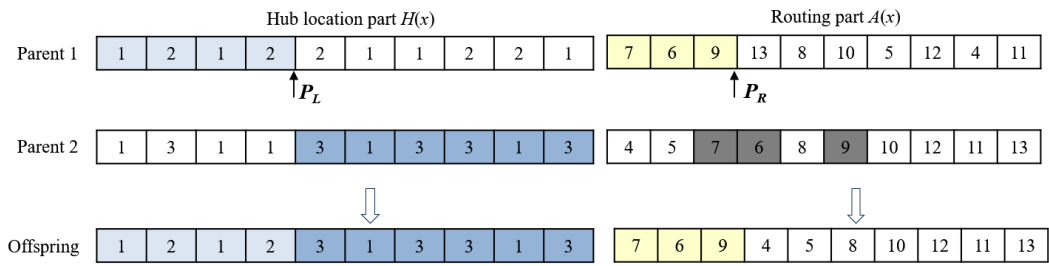 Hub location part H(x) Routing part A(x)
Parent 1 1 2 1 2 2 1 1 2 2 1 7 6 9 13 8 10 5 12 4 11
P_L P_R
Parent 2 1 3 1 1 3 1 3 3 1 3 4 5 7 6 8 9 10 12 11 13
Offspring 1 2 1 2 3 1 3 3 1 3 7 6 9 4 5 8 10 12 11 13